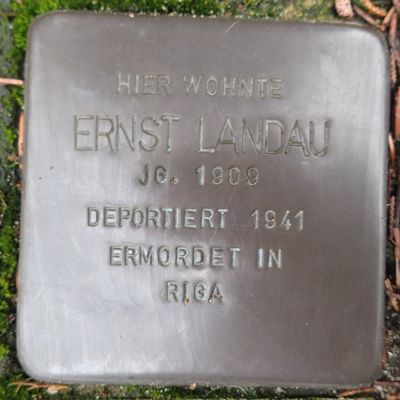 HIER WOHNTE
ERNST LANDAU
JG. 1909
DEPORTIERT 1941
ERMORDET IN
RIGA